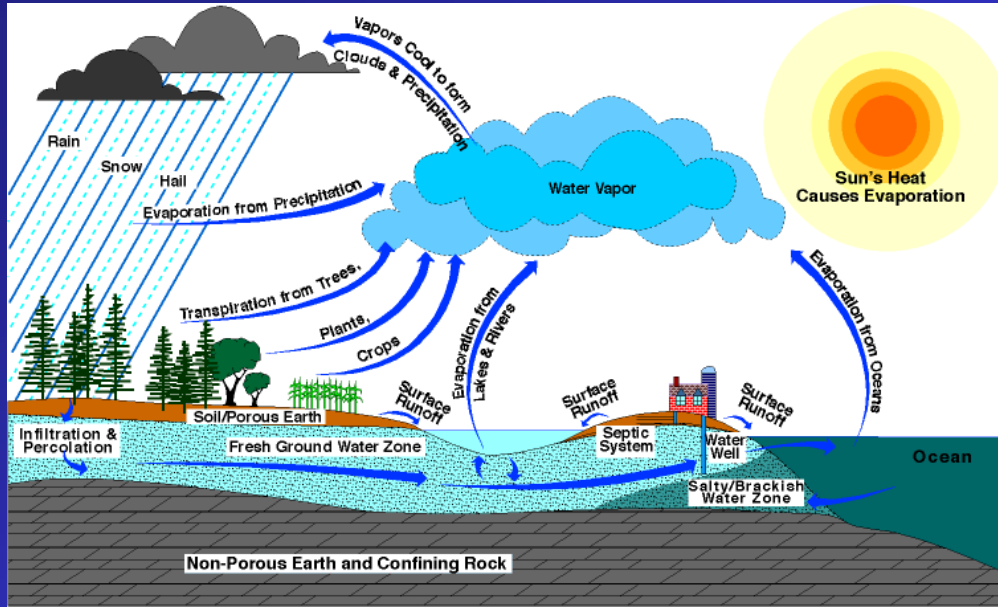 Vapors Cool to form
Clouds & Precipitation
Rain
Snow
Hail
Water Vapor
Sun's Heat
Causes Evaporation
Evaporation from Precipitation
Transpiration from Trees,
Plants,
Crops
Evaporation from
Lakes & Rivers
Evaporation from Oceans
Surface
Runoff
Surface
Runoff
Surface
Runoff
Soil/Porous Earth
Infiltration &
Percolation
Fresh Ground Water Zone
Septic
System
Water
Well
Ocean
Salty/Brackish
Water Zone
Non-Porous Earth and Confining Rock